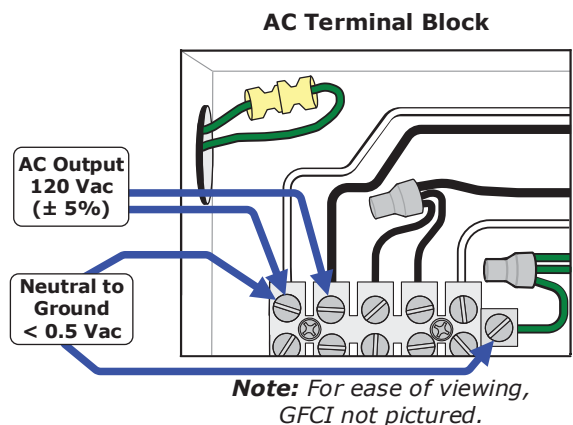 AC Terminal Block
AC Output
120 Vac
(± 5%)
Neutral to
Ground
< 0.5 Vac
Note: For ease of viewing,
GFCI not pictured.